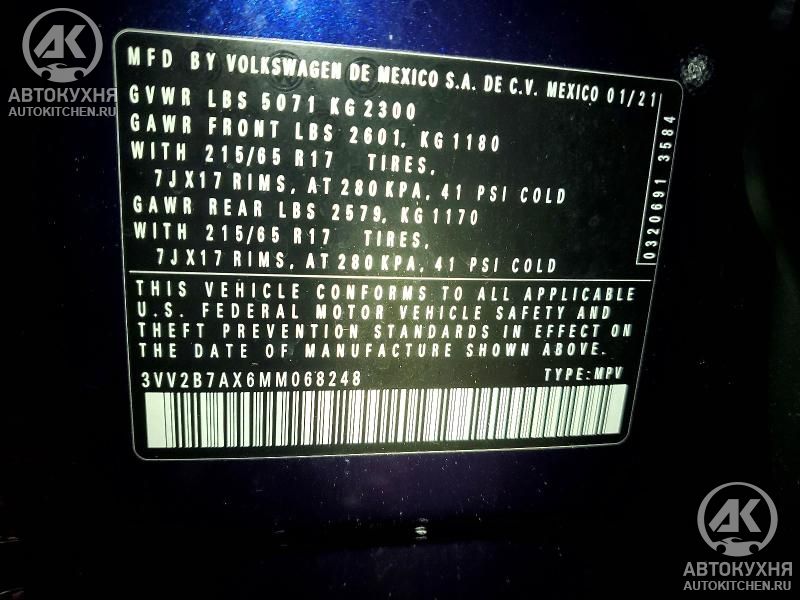 AK
АВТОКУХНЯ
AUTOKITCHEN.RU
MFD BY VOLKSWAGEN DE MEXICO S.A. DE C.V. MEXICO 01/21
GVWR LBS 5071 KG 2300
GAWR FRONT LBS 2601, KG 1180
WITH 215/65 R17 TIRES,
7JX17 RIMS, AT 280 KPA, 41 PSI COLD
GAWR REAR LBS 2579, KG 1170
WITH 215/65 R17 TIRES,
7JX17 RIMS, AT 280 KPA, 41 PSI COLD
0320691 3584
THIS VEHICLE CONFORMS TO ALL APPLICABLE
U.S. FEDERAL MOTOR VEHICLE SAFETY AND
THEFT PREVENTION STANDARDS IN EFFECT ON
THE DATE OF MANUFACTURE SHOWN ABOVE.
3VV2B7AX6MM068248 TYPE: MPV
AK
АВТОКУХНЯ
AUTOKITCHEN.RU